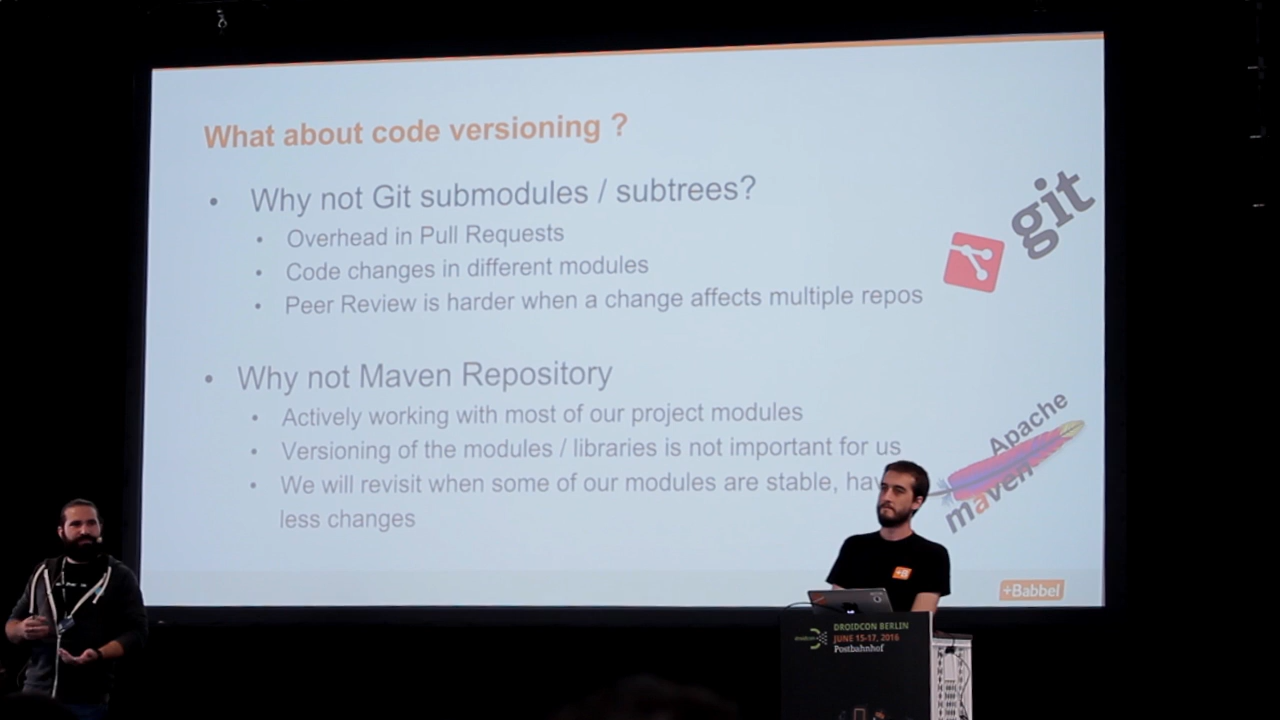 What about code versioning ?
• Why not Git submodules / subtrees?
• Overhead in Pull Requests
• Code changes in different modules
• Peer Review is harder when a change affects multiple repos
git
• Why not Maven Repository
• Actively working with most of our project modules
• Versioning of the modules / libraries is not important for us
• We will revisit when some of our modules are stable,
less changes
Apache
maven
+Babbel
+B
droidcon
DROIDCON BERLIN
JUNE 15-17, 2016
Postbahnhof